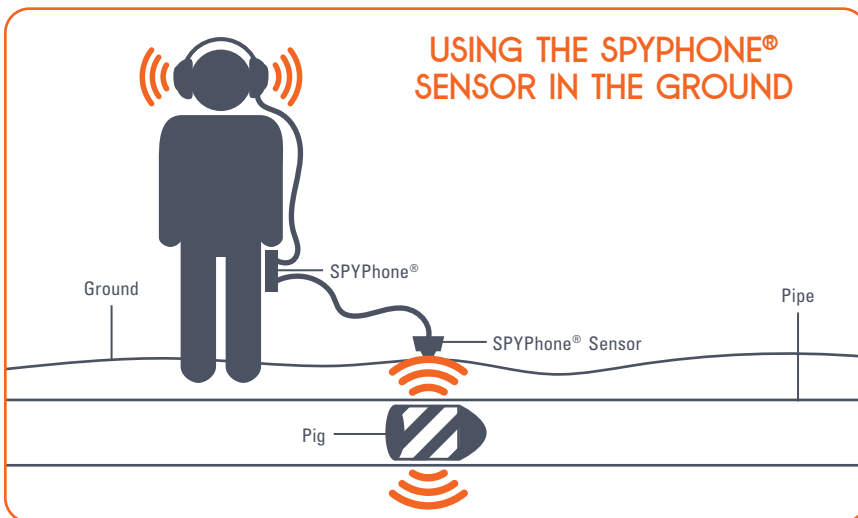 USING THE SPYPHONE®
SENSOR IN THE GROUND
SPYPhone®
Ground
Pipe
SPYPhone® Sensor
Pig